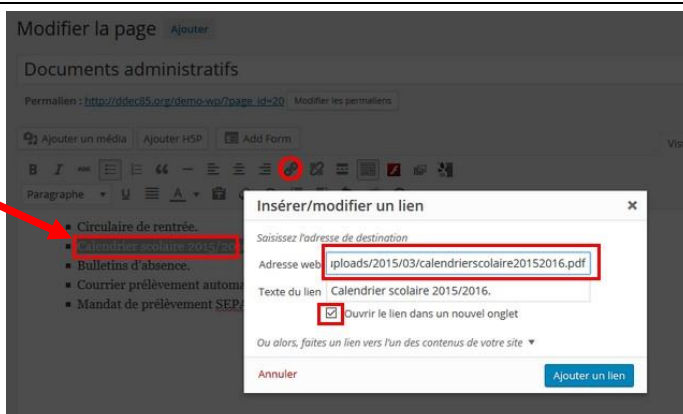 Modifier la page Ajouter
Documents administratifs
Permalien : http://ddec85.org/demo-wp/?page_id=20 Modifier les permaliens
Ajouter un média Ajouter H5P Add Form
Vis
B I
Paragraphe U A
Insérer/modifier un lien
Saisissez l'adresse de destination
Adresse web uploads/2015/03/calendrierscolaire20152016.pdf
Texte du lien Calendrier scolaire 2015/2016.
Ouvrir le lien dans un nouvel onglet
Ou alors, faites un lien vers l'un des contenus de votre site
Annuler Ajouter un lien
Circulaire de rentrée.
Calendrier scolaire 2015/20
Bulletins d'absence.
Courrier prélèvement automa
Mandat de prélèvement SEPA